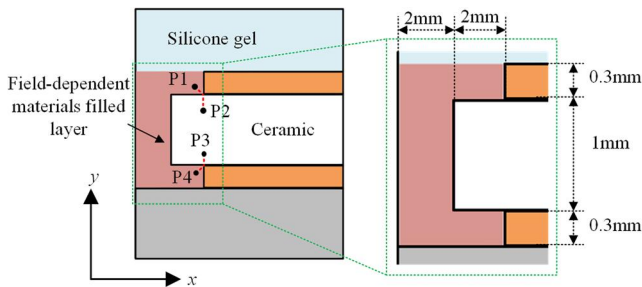 Silicone gel
P1
Field-dependent
materials filled
layer
P2
Ceramic
P3
P4
y
x
2mm
2mm
0.3mm
1mm
0.3mm